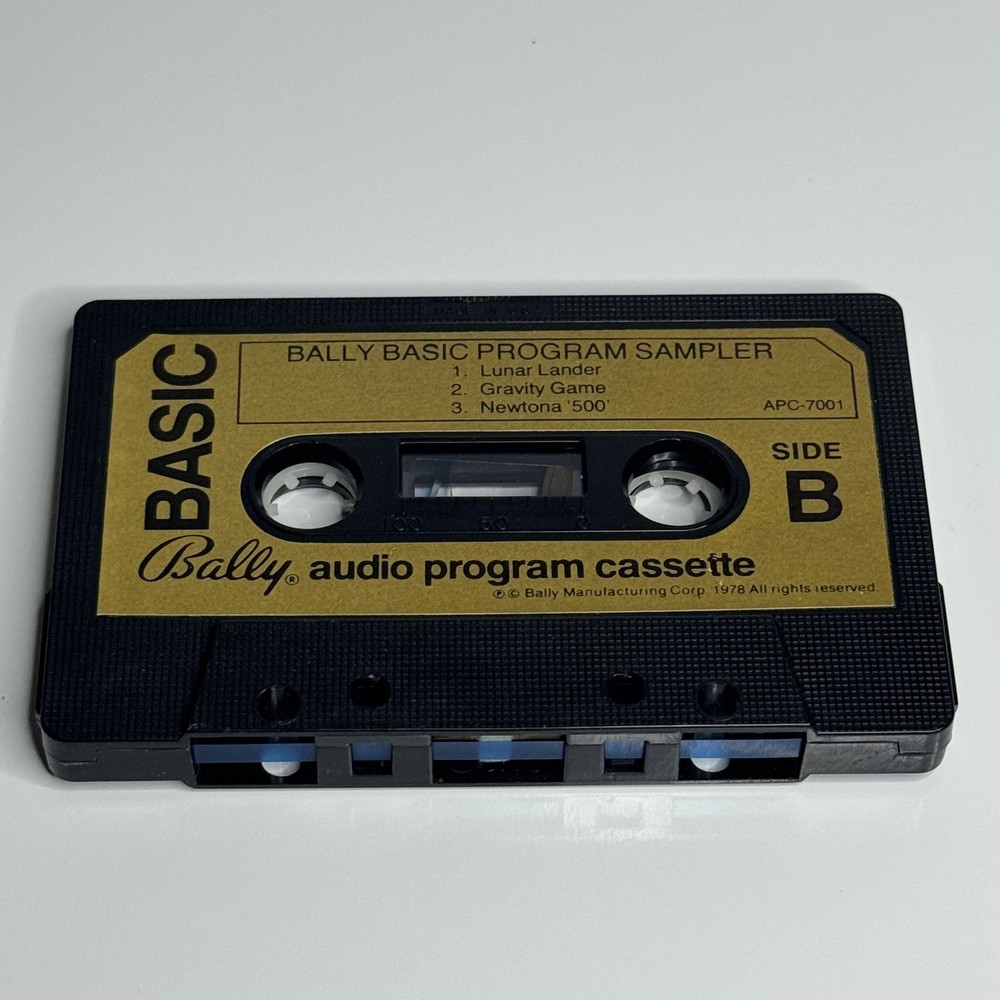 BALLY BASIC PROGRAM SAMPLER
1. Lunar Lander
2. Gravity Game
3. Newtona '500'
APC-7001
BASIC
SIDE
B
100 50 0
Bally® audio program cassette
℗ © Bally Manufacturing Corp. 1978 All rights reserved.